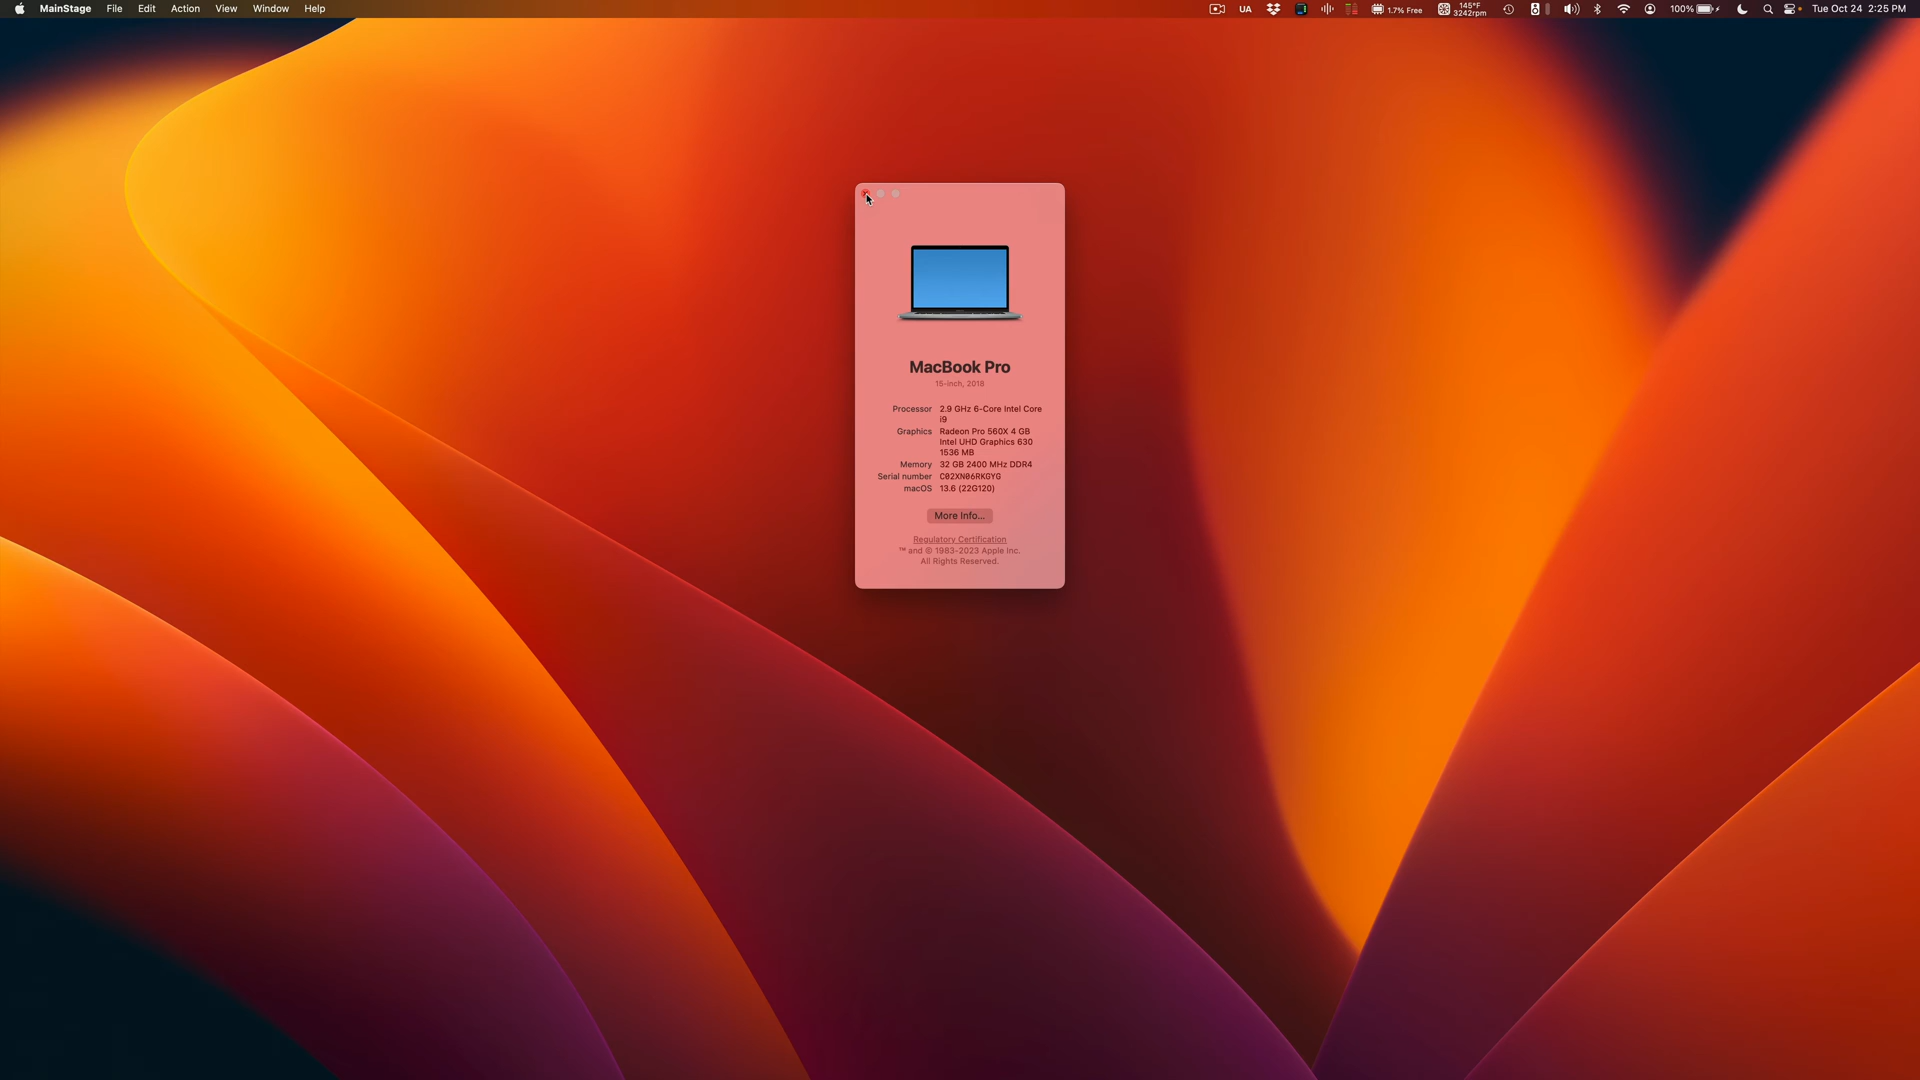 MainStage File Edit Action View Window Help UA 1.7% Free 145°F 3242rpm 100% Tue Oct 24 2:25 PM
MacBook Pro
15-inch, 2018
Processor 2.9 GHz 6-Core Intel Core
i9
Graphics Radeon Pro 560X 4 GB
Intel UHD Graphics 630
1536 MB
Memory 32 GB 2400 MHz DDR4
Serial number C02XN06RKGYG
macOS 13.6 (22G120)
More Info...
Regulatory Certification
™ and © 1983-2023 Apple Inc.
All Rights Reserved.